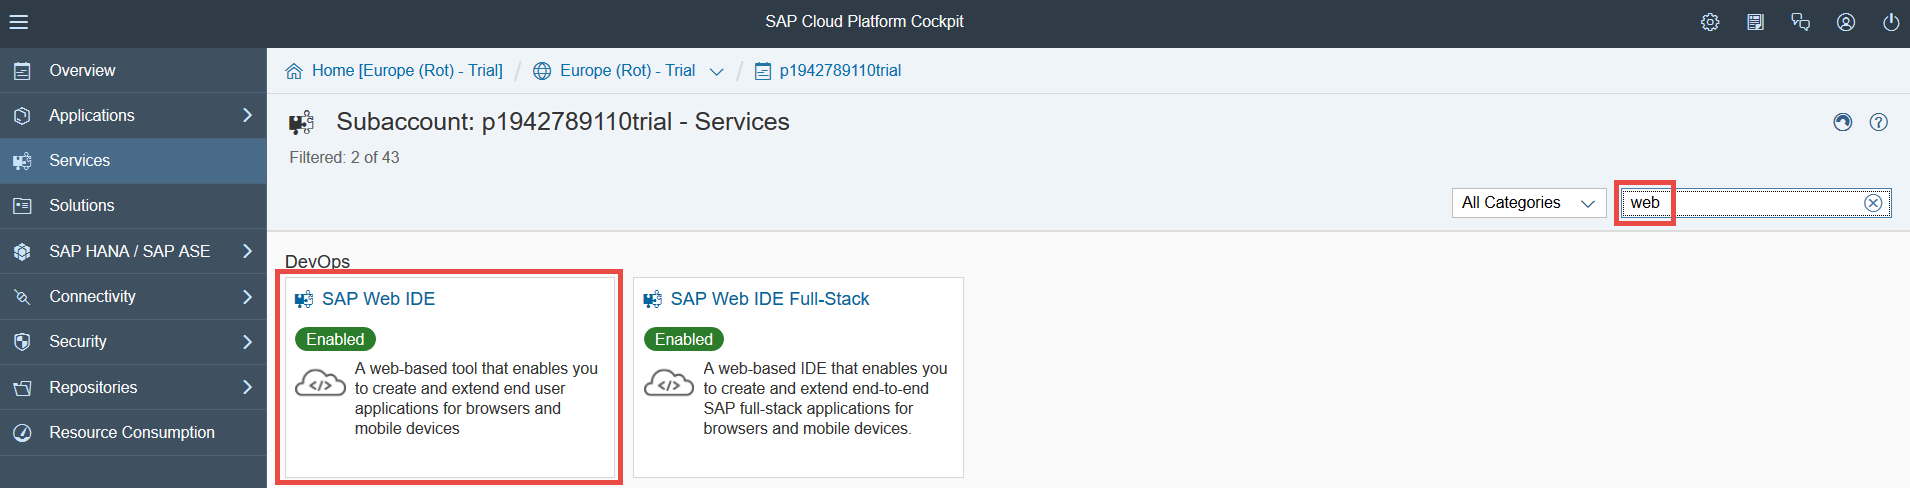 SAP Cloud Platform Cockpit
Overview
Applications
Services
Solutions
SAP HANA / SAP ASE
Connectivity
Security
Repositories
Resource Consumption
Home [Europe (Rot) - Trial] / Europe (Rot) - Trial / p1942789110trial
Subaccount: p1942789110trial - Services
Filtered: 2 of 43
All Categories
web
DevOps
SAP Web IDE
Enabled
A web-based tool that enables you
to create and extend end user
applications for browsers and
mobile devices
SAP Web IDE Full-Stack
Enabled
A web-based IDE that enables you
to create and extend end-to-end
SAP full-stack applications for
browsers and mobile devices.